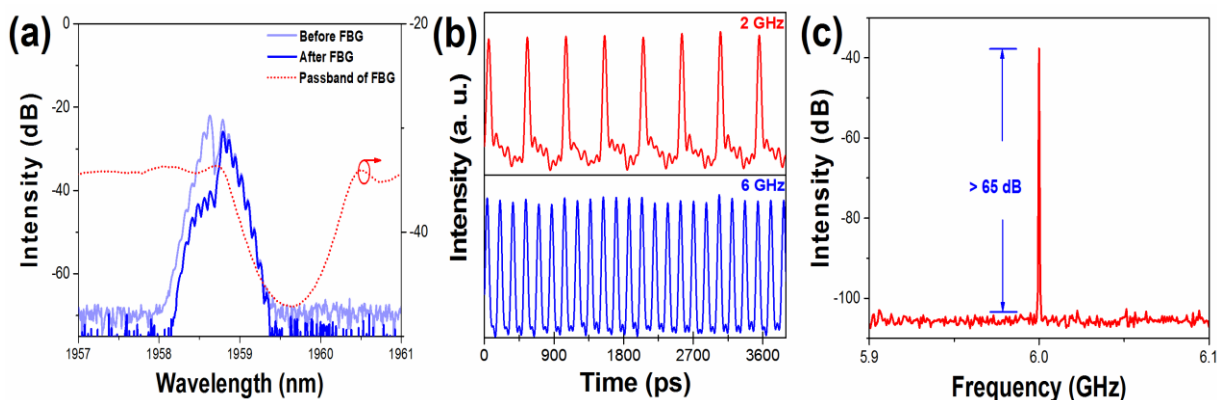 (a)
Intensity (dB)
0
-20
-40
-60
Before FBG
After FBG
Passband of FBG
-20
-40
1957
1958
1959
1960
1961
Wavelength (nm)
(b)
Intensity (a. u.)
2 GHz
6 GHz
0
900
1800
2700
3600
Time (ps)
(c)
Intensity (dB)
-40
-60
-80
-100
> 65 dB
5.9
6.0
6.1
Frequency (GHz)